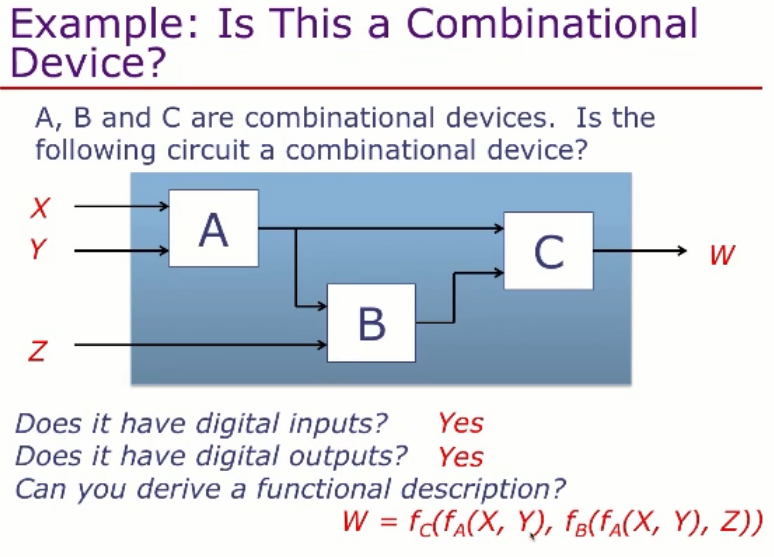 Example: Is This a Combinational
Device?
A, B and C are combinational devices. Is the
following circuit a combinational device?
X
Y
Z
A
B
C
W
Does it have digital inputs? Yes
Does it have digital outputs? Yes
Can you derive a functional description?
W = f_C(f_A(X, Y), f_B(f_A(X, Y), Z))